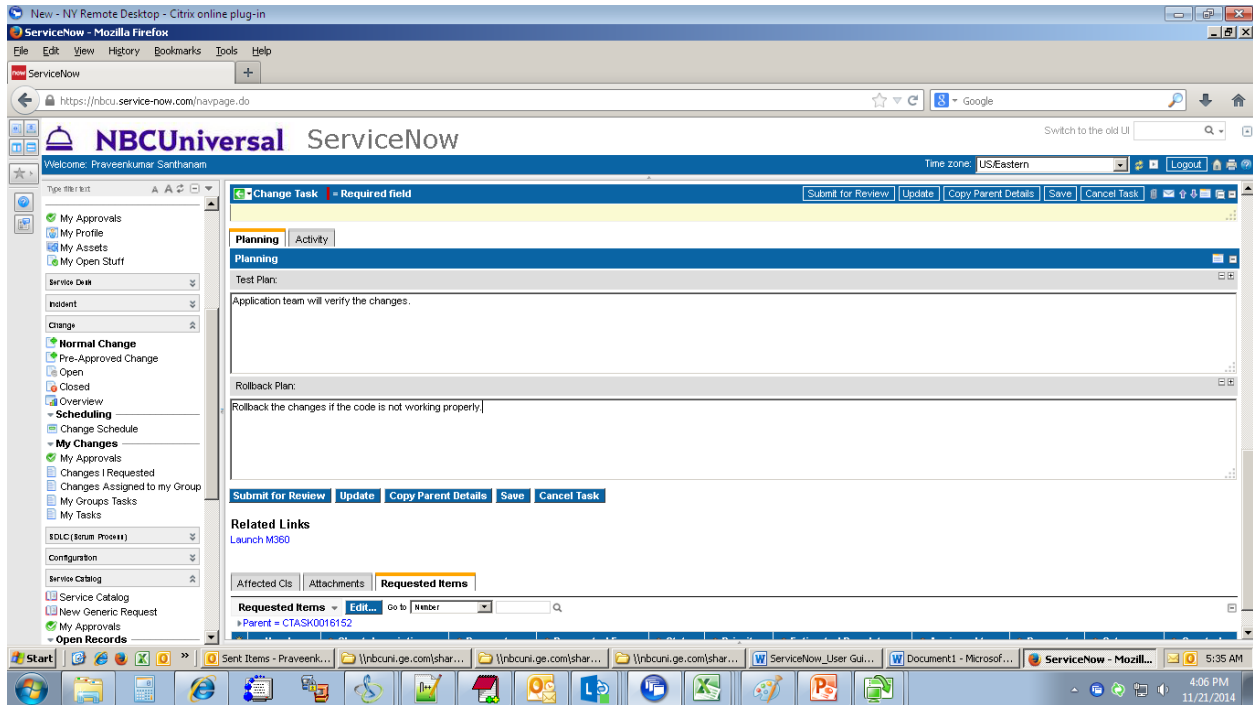 New - NY Remote Desktop - Citrix online plug-in
ServiceNow - Mozilla Firefox
File Edit View History Bookmarks Tools Help
now ServiceNow +
https://nbcu.service-now.com/navpage.do
8 Google
NBCUniversal ServiceNow
Switch to the old UI
Welcome: Praveenkumar Santhanam
Time zone: US/Eastern Logout
Type filter text A A
Change Task = Required field
Submit for Review Update Copy Parent Details Save Cancel Task
My Approvals
My Profile
My Assets
My Open Stuff
Service Desk
Incident
Change
Normal Change
Pre-Approved Change
Open
Closed
Overview
Scheduling
Change Schedule
My Changes
My Approvals
Changes I Requested
Changes Assigned to my Group
My Groups Tasks
My Tasks
SDLC (Scrum Process)
Configuration
Service Catalog
Service Catalog
New Generic Request
My Approvals
Open Records
Planning Activity
Planning
Test Plan:
Application team will verify the changes.
Rollback Plan:
Rollback the changes if the code is not working properly.
Submit for Review Update Copy Parent Details Save Cancel Task
Related Links
Launch M360
Affected CIs Attachments Requested Items
Requested Items Edit... Go to Number
Parent = CTASK0016152
Start Sent Items - Praveenk... \\nbcuni.ge.com\shar... \\nbcuni.ge.com\shar... \\nbcuni.ge.com\shar... ServiceNow_User Gui... Document1 - Microsof... ServiceNow - Mozill... 5:35 AM
4:06 PM
11/21/2014